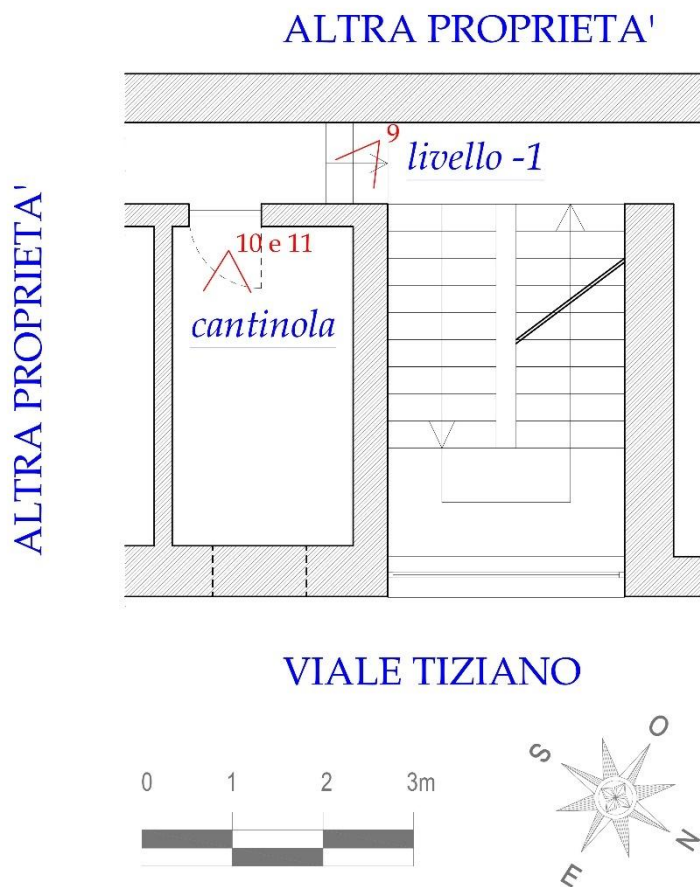 ALTRA PROPRIETA'
9
livello -1
ALTRA PROPRIETA'
10 e 11
cantinola
VIALE TIZIANO
0 1 2 3m
S O
E N